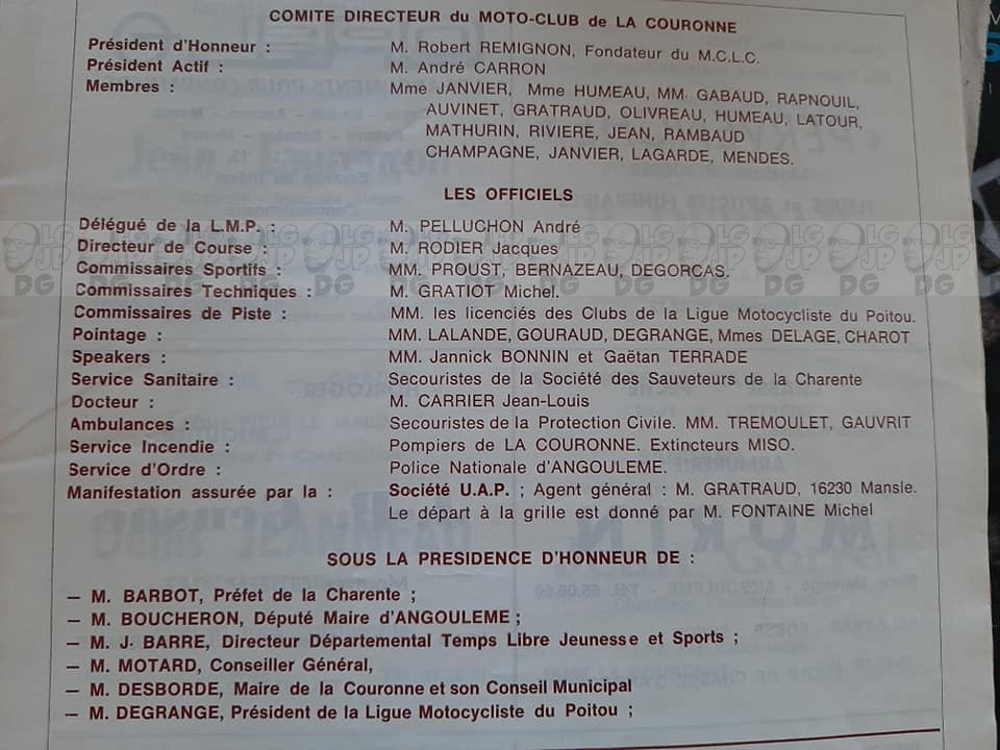 COMITE DIRECTEUR du MOTO-CLUB de LA COURONNE
Président d'Honneur : M. Robert REMIGNON, Fondateur du M.C.L.C.
Président Actif : M. André CARRON
Membres : Mme JANVIER, Mme HUMEAU, MM. GABAUD, RAPNOUIL,
AUVINET, GRATRAUD, OLIVREAU, HUMEAU, LATOUR,
MATHURIN, RIVIERE, JEAN, RAMBAUD
CHAMPAGNE, JANVIER, LAGARDE, MENDES.
LES OFFICIELS
Délégué de la L.M.P. : M. PELLUCHON André
Directeur de Course : M. RODIER Jacques
Commissaires Sportifs : MM. PROUST, BERNAZEAU, DEGORCAS.
Commissaires Techniques : M. GRATIOT Michel.
Commissaires de Piste : MM. les licenciés des Clubs de la Ligue Motocycliste du Poitou.
Pointage : MM. LALANDE, GOURAUD, DEGRANGE, Mmes DELAGE, CHAROT
Speakers : MM. Jannick BONNIN et Gaëtan TERRADE
Service Sanitaire : Secouristes de la Société des Sauveteurs de la Charente
Docteur : M. CARRIER Jean-Louis
Ambulances : Secouristes de la Protection Civile. MM. TREMOULET, GAUVRIT
Service Incendie : Pompiers de LA COURONNE. Extincteurs MISO.
Service d'Ordre : Police Nationale d'ANGOULEME.
Manifestation assurée par la : Société U.A.P. ; Agent général : M. GRATRAUD, 16230 Mansle.
Le départ à la grille est donné par M. FONTAINE Michel
SOUS LA PRESIDENCE D'HONNEUR DE :
— M. BARBOT, Préfet de la Charente ;
— M. BOUCHERON, Député Maire d'ANGOULEME ;
— M. J. BARRE, Directeur Départemental Temps Libre Jeunesse et Sports ;
— M. MOTARD, Conseiller Général,
— M. DESBORDE, Maire de la Couronne et son Conseil Municipal
— M. DEGRANGE, Président de la Ligue Motocycliste du Poitou ;